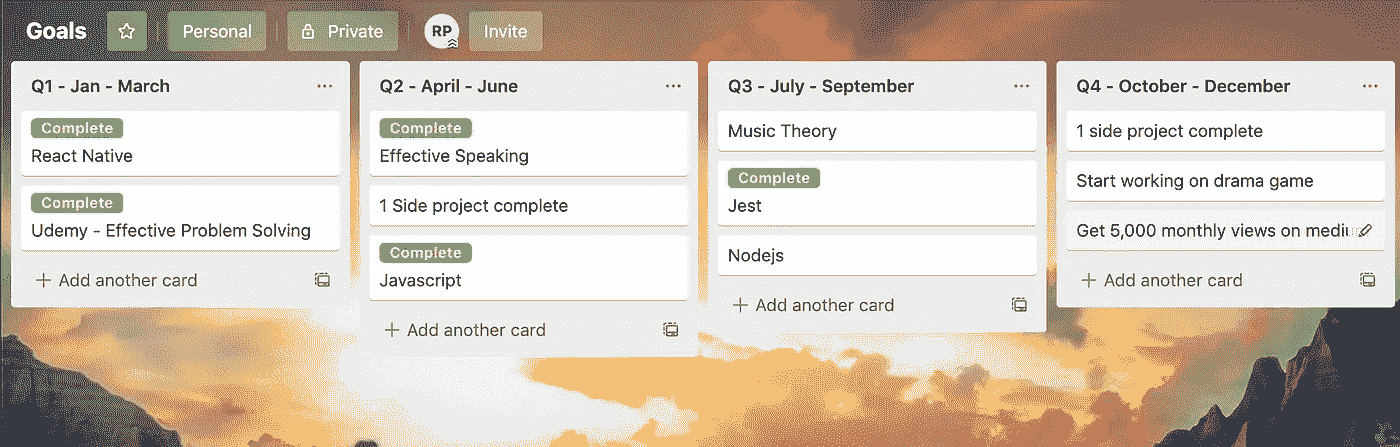 Goals
Personal
Private
RP
Invite
Q1 - Jan - March
Complete
React Native
Complete
Udemy - Effective Problem Solving
Add another card
Q2 - April - June
Complete
Effective Speaking
1 Side project complete
Complete
Javascript
Add another card
Q3 - July - September
Music Theory
Complete
Jest
Nodejs
Add another card
Q4 - October - December
1 side project complete
Start working on drama game
Get 5,000 monthly views on mediu
Add another card